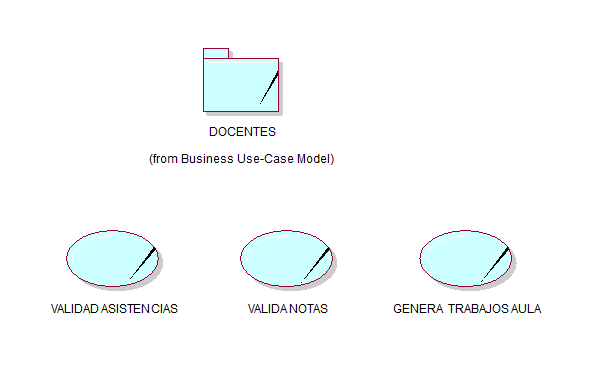 DOCENTES
(from Business Use-Case Model)
VALIDAD ASISTENCIAS
VALIDA NOTAS
GENERA TRABAJOS AULA